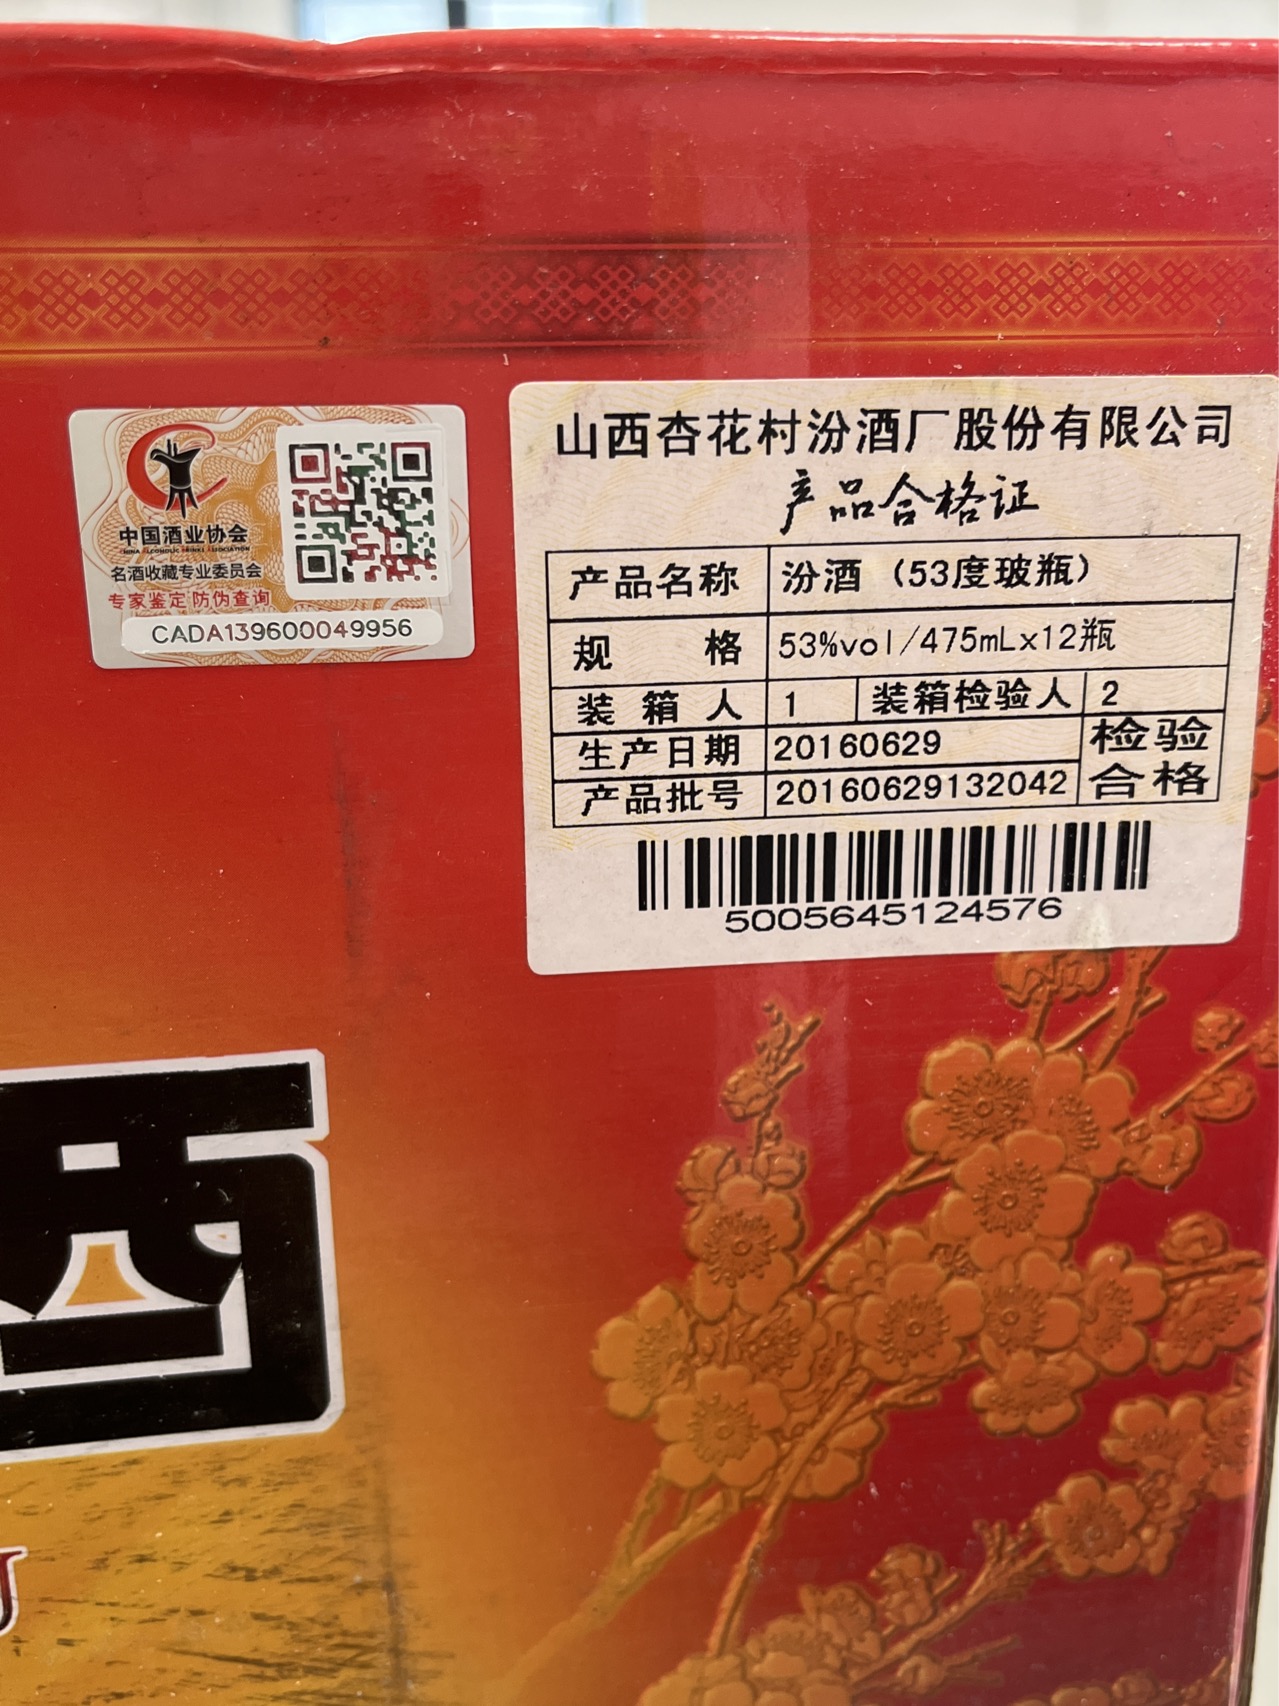 中国酒业协会
CHINA ALCOHOLIC DRINKS ASSOCIATION
名酒收藏专业委员会
专家鉴定 防伪查询
CADA139600049956
山西杏花村汾酒厂股份有限公司
产品合格证
产品名称 汾酒（53度玻瓶）
规 格 53%vol/475mLx12瓶
装 箱 人 1 装箱检验人 2
生产日期 20160629 检验
产品批号 20160629132042 合格
5005645124576